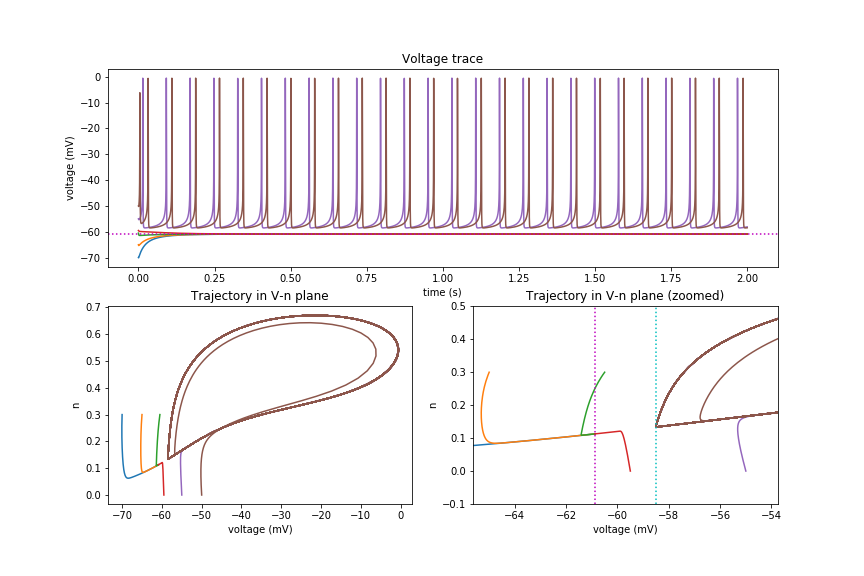 Voltage trace
0
−10
−20
−30
−40
−50
−60
−70
voltage (mV)
0.00 0.25 0.50 0.75 1.00 1.25 1.50 1.75 2.00
time (s)
Trajectory in V-n plane
0.7
0.6
0.5
0.4
0.3
0.2
0.1
0.0
n
−70 −60 −50 −40 −30 −20 −10 0
voltage (mV)
Trajectory in V-n plane (zoomed)
0.5
0.4
0.3
0.2
0.1
0.0
−0.1
n
−64 −62 −60 −58 −56 −54
voltage (mV)